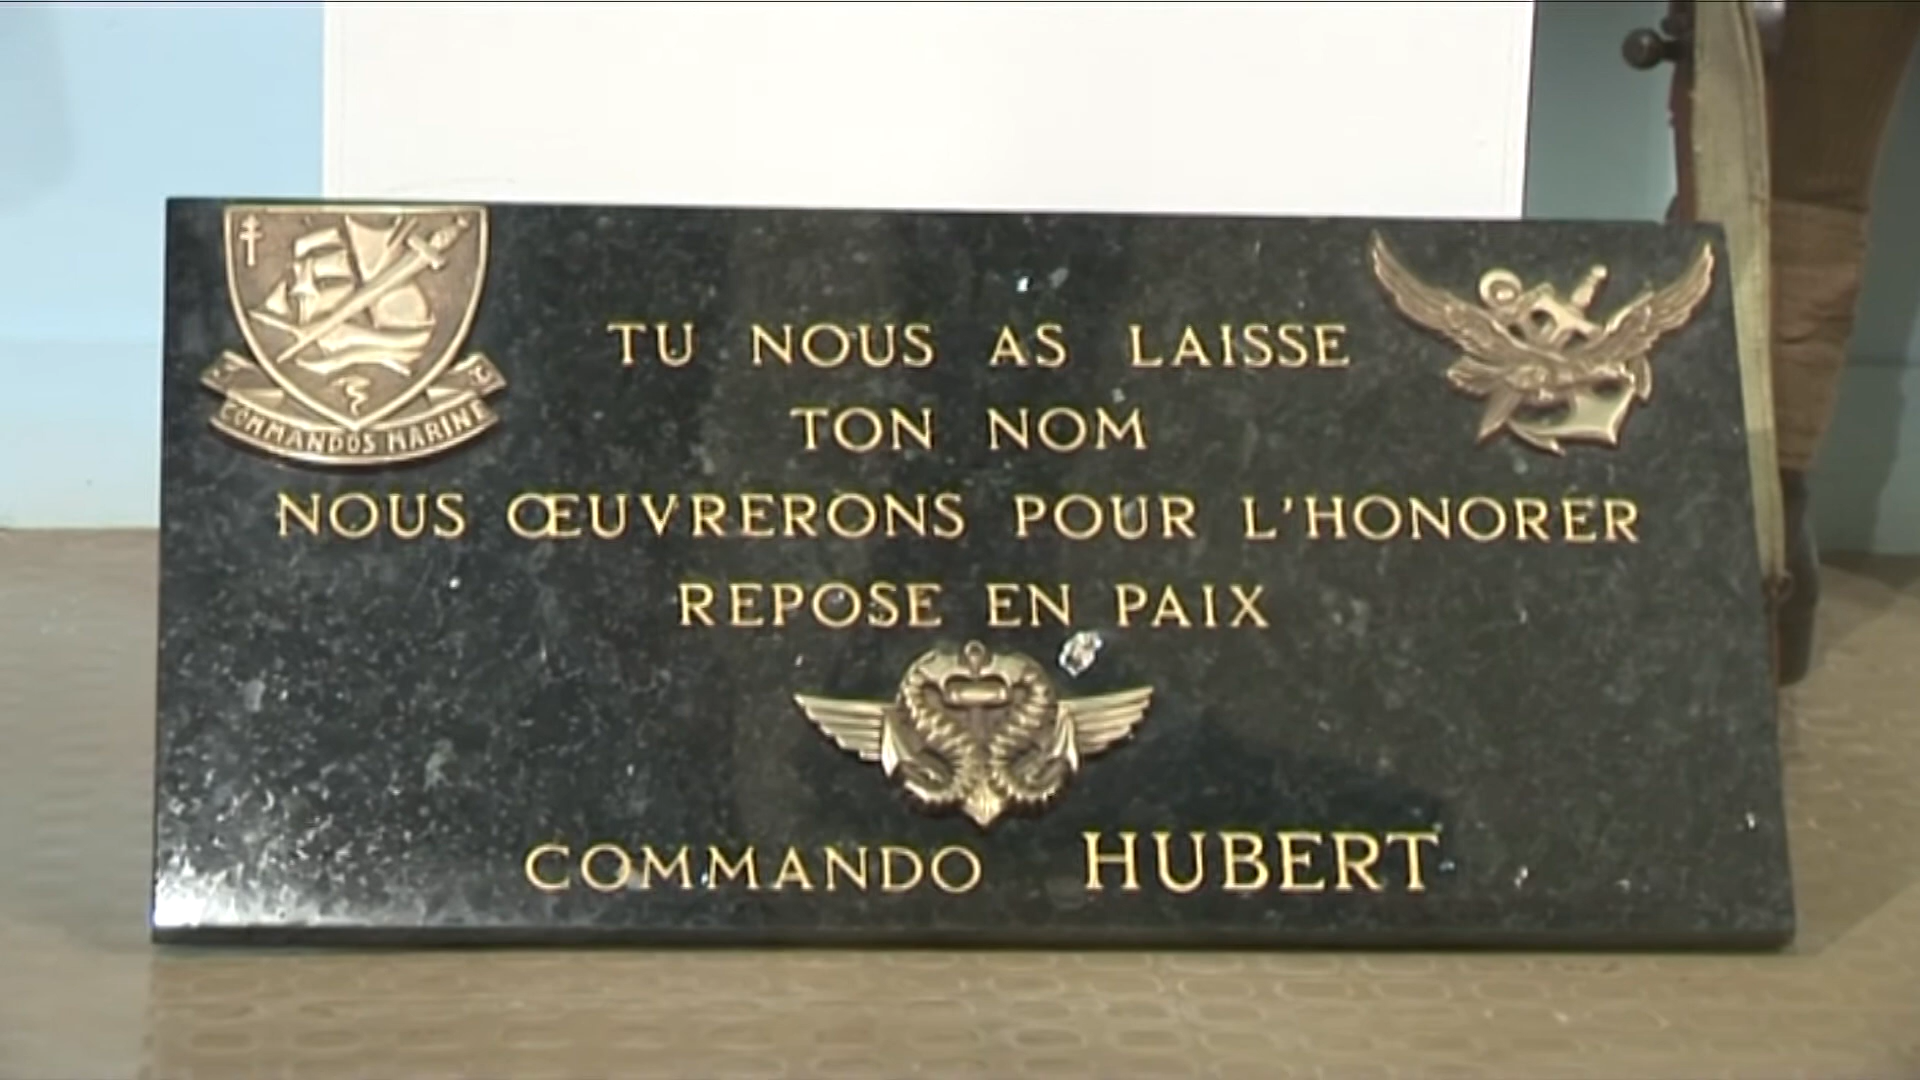 COMMANDOS MARINE
TU NOUS AS LAISSE
TON NOM
NOUS ŒUVRERONS POUR L'HONORER
REPOSE EN PAIX
COMMANDO HUBERT